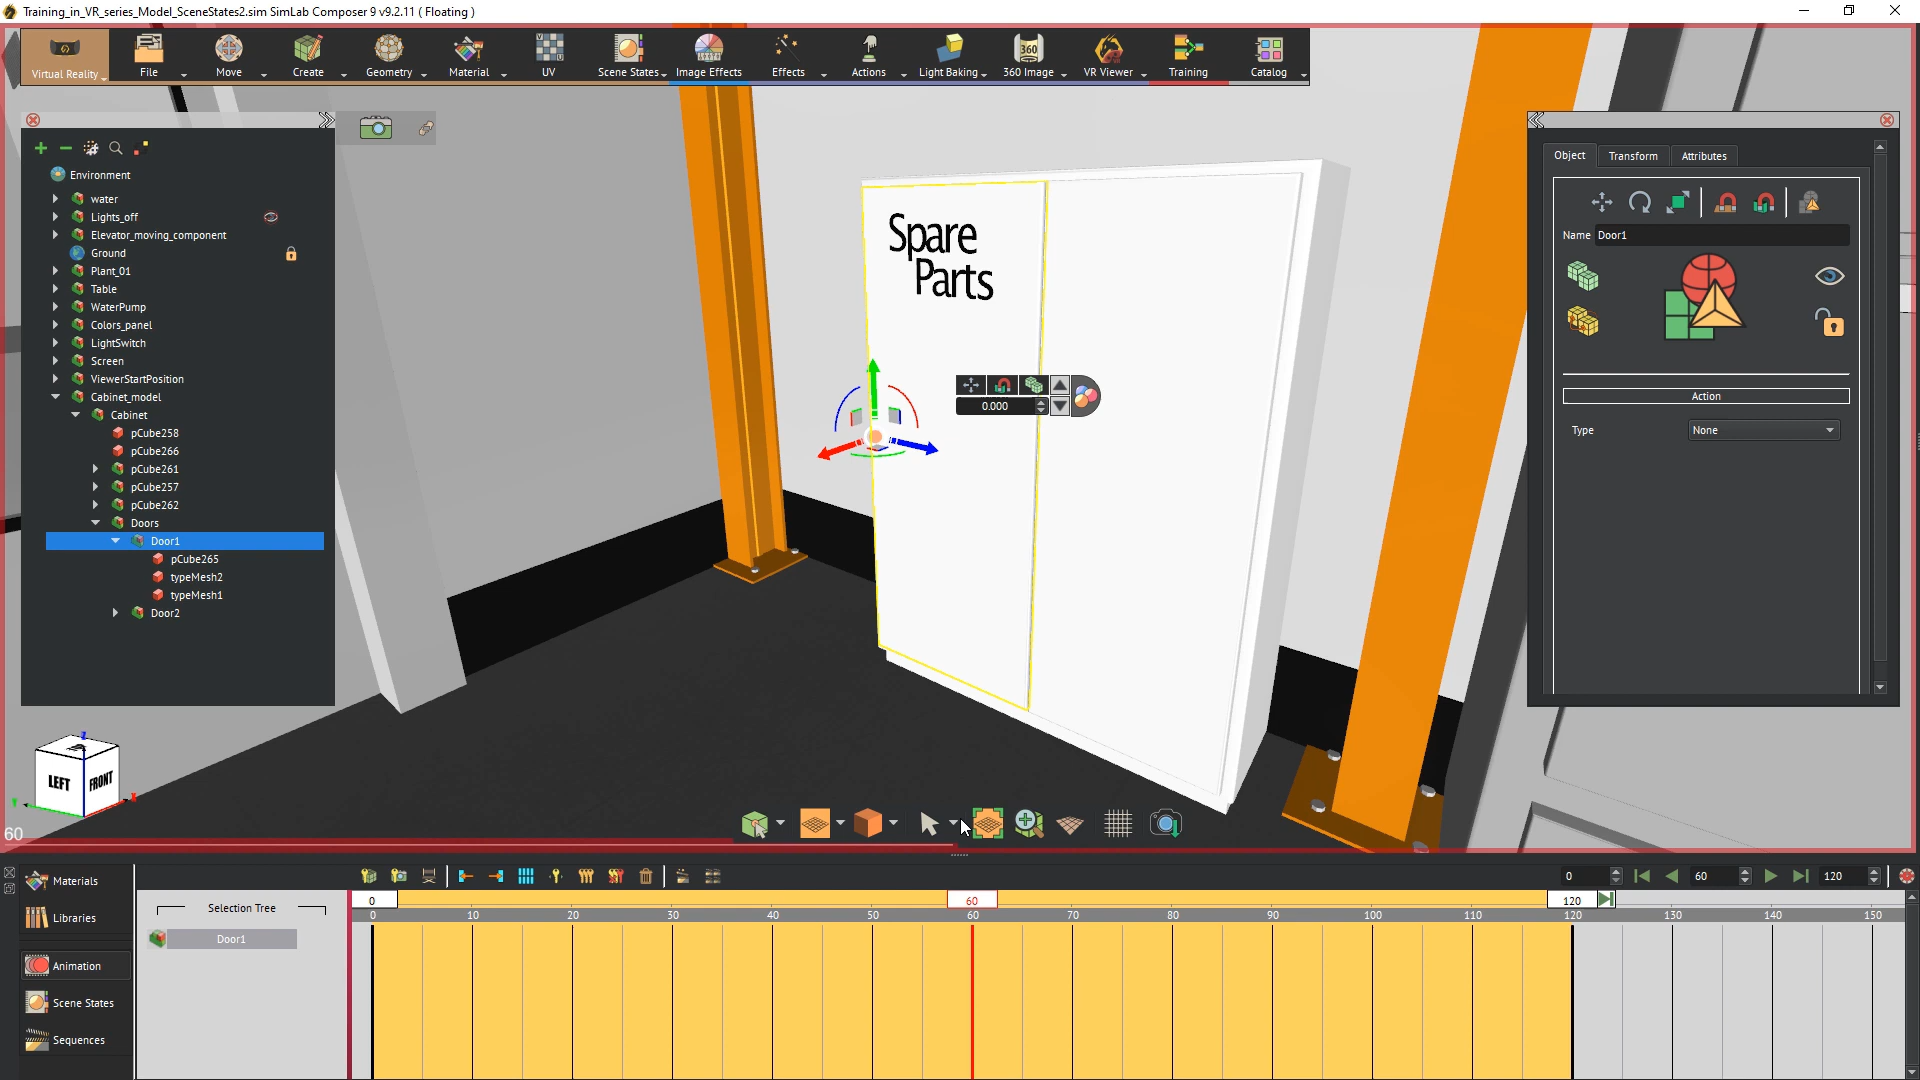 Training_in_VR_series_Model_SceneStates2.sim SimLab Composer 9 v9.2.11 ( Floating )
Virtual Reality File Move Create Geometry Material UV Scene States Image Effects Effects Actions Light Baking 360 Image VR Viewer Training Catalog
360
Environment
water
Lights_off
Elevator_moving_component
Ground
Plant_01
Table
WaterPump
Colors_panel
LightSwitch
Screen
ViewerStartPosition
Cabinet_model
Cabinet
pCube258
pCube266
pCube261
pCube257
pCube262
Doors
Door1
pCube265
typeMesh2
typeMesh1
Door2
Spare
Parts
0.000
Object Transform Attributes
Name Door1
Action
Type None
LEFT FRONT
60
Materials
Libraries
Animation
Scene States
Sequences
Selection Tree
Door1
0 60 120
0 60 120
0 10 20 30 40 50 60 70 80 90 100 110 120 130 140 150